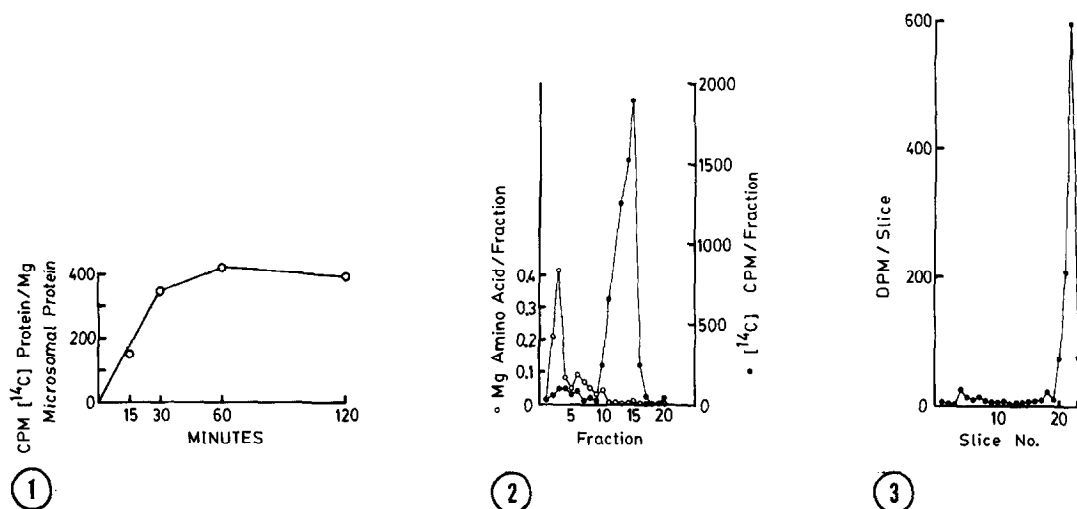 CPM [14C] Protein/Mg
Microsomal Protein
400
200
0
15 30 60 120
MINUTES
1
○ Mg Amino Acid/Fraction
0.4
0.3
0.2
0.1
0
5 10 15 20
Fraction
2000
1500
1000
500
0
● [14C] CPM/Fraction
2
DPM/Slice
600
400
200
0
10 20
Slice No.
3